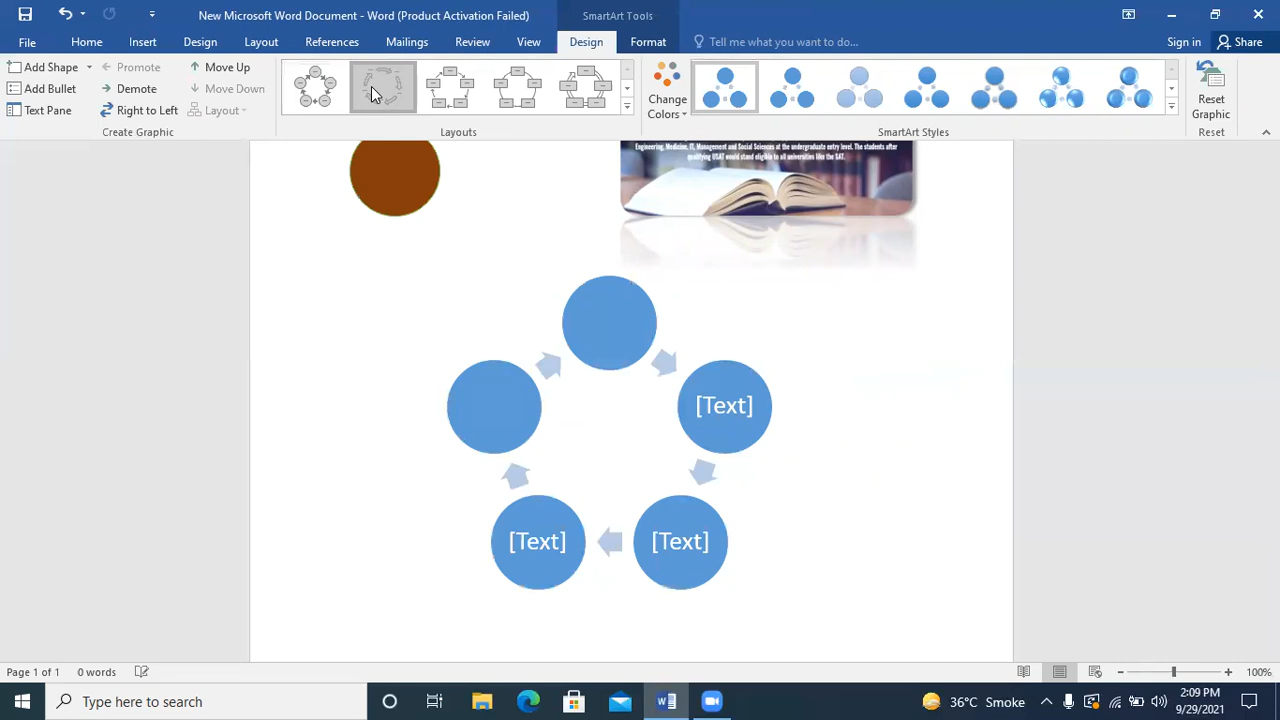 New Microsoft Word Document - Word (Product Activation Failed)
SmartArt Tools
File
Home
Insert
Design
Layout
References
Mailings
Review
View
Design
Format
Tell me what you want to do...
Sign in
Share
Add Shape
Promote
Move Up
Add Bullet
Demote
Move Down
Text Pane
Right to Left
Layout
Create Graphic
Layouts
Change
Colors
SmartArt Styles
Reset
Graphic
Reset
Engineering, Medicine, IT, Management and Social Sciences at the undergraduate entry level. The students after
qualifying USAT would stand eligible to all universities like the SAT.
[Text]
[Text]
[Text]
Page 1 of 1
0 words
100%
Type here to search
36°C Smoke
2:09 PM
9/29/2021